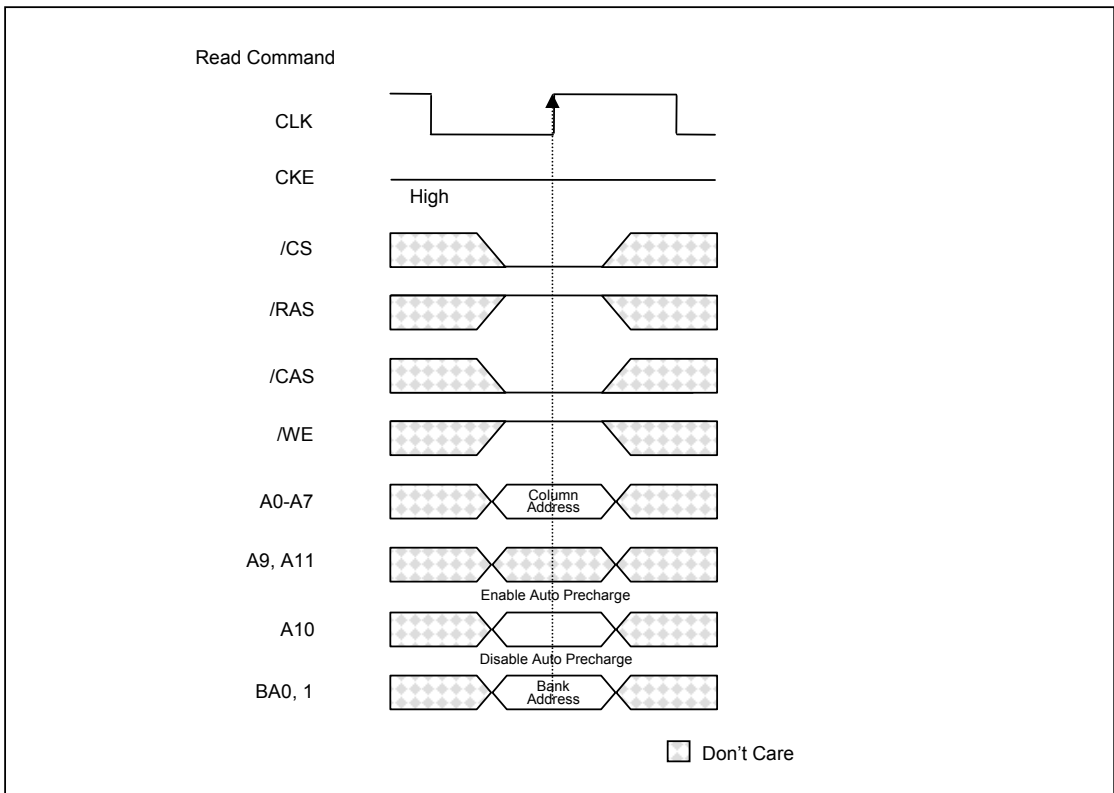 Read Command
CLK
CKE
High
/CS
/RAS
/CAS
/WE
A0-A7
Column
Address
A9, A11
Enable Auto Precharge
A10
Disable Auto Precharge
BA0, 1
Bank
Address
Don't Care